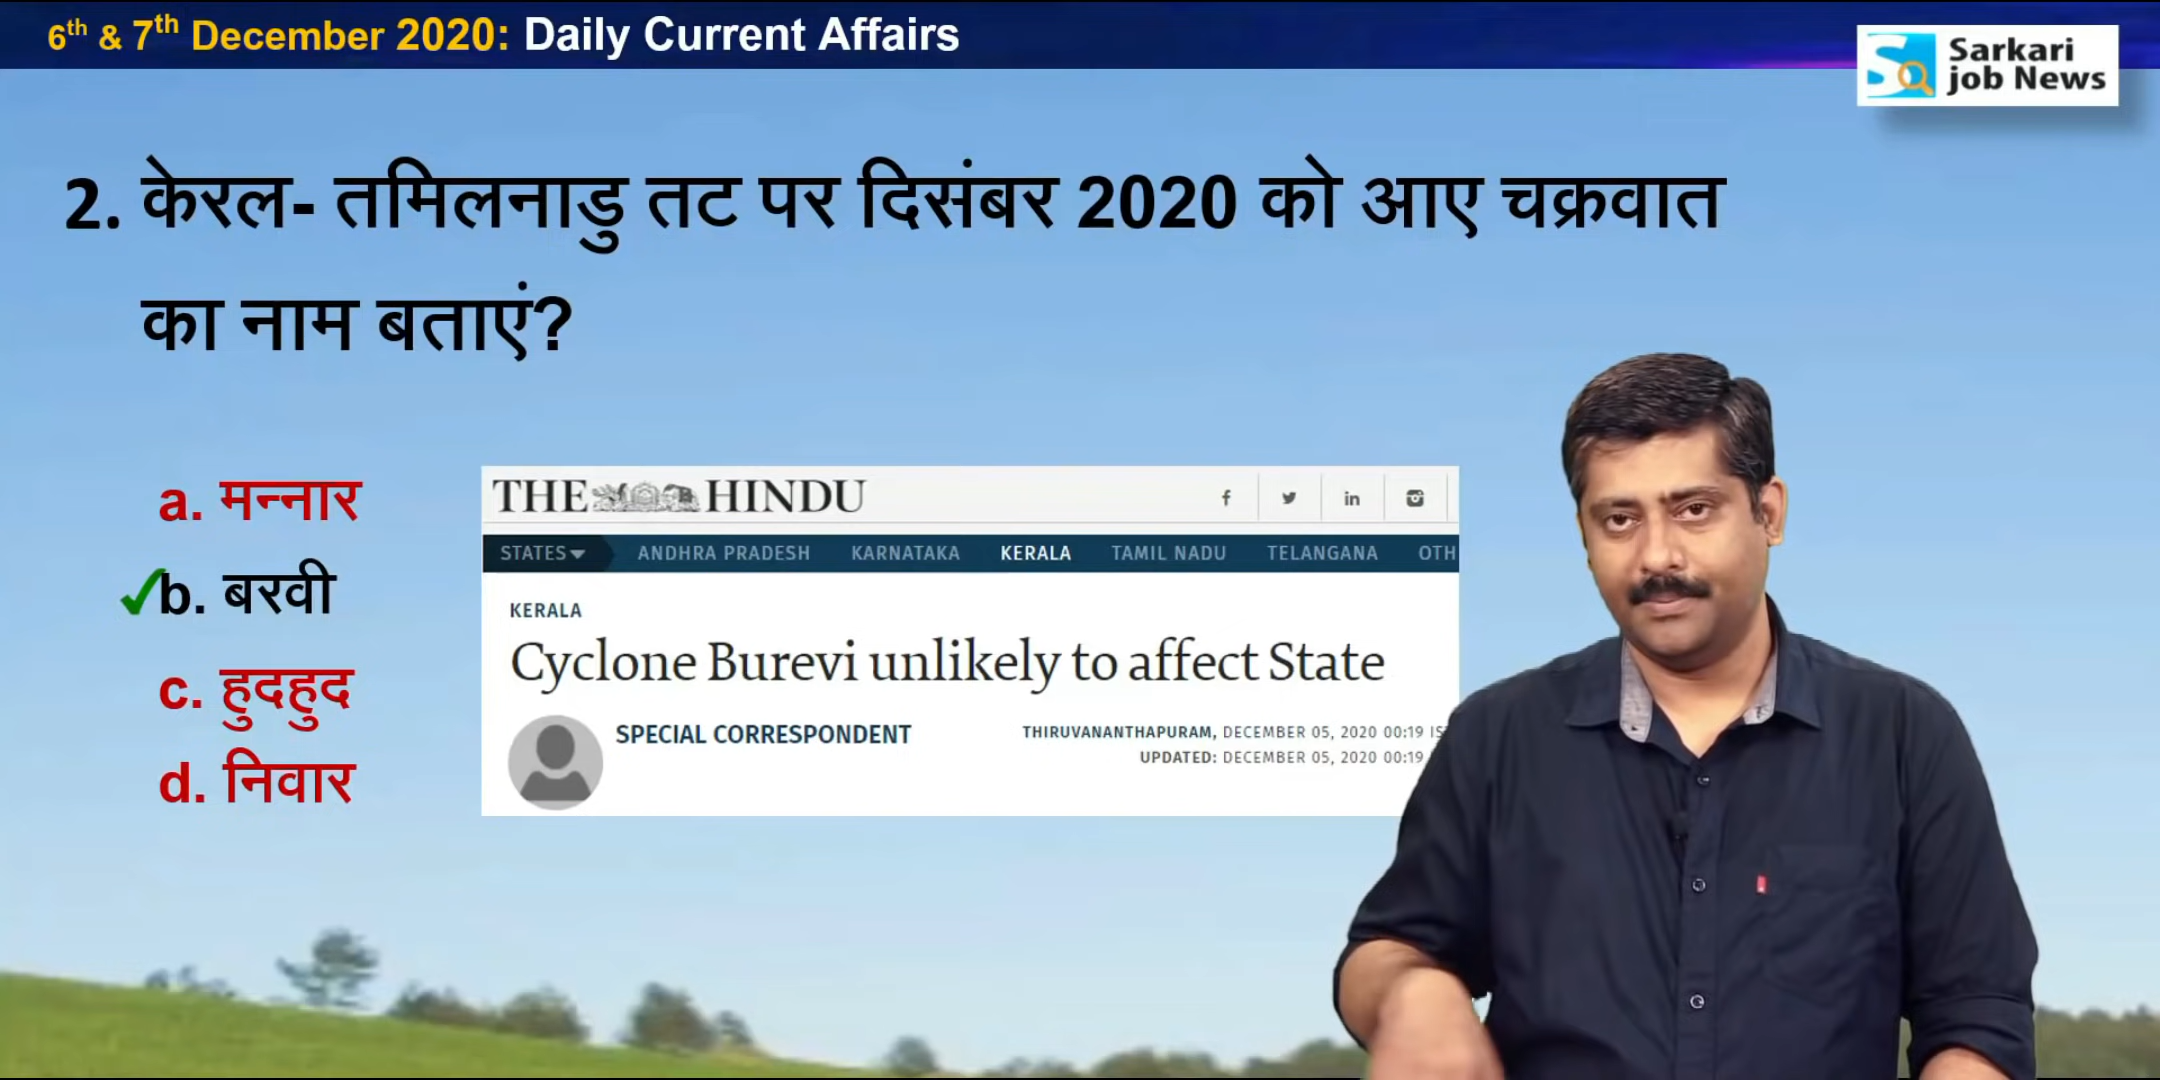 6th & 7th December 2020: Daily Current Affairs
Sarkari
job News
2. केरल- तमिलनाडु तट पर दिसंबर 2020 को आए चक्रवात
का नाम बताएं?
a. मन्नार
b. बरवी
c. हुदहुद
d. निवार
THE HINDU
STATES ANDHRA PRADESH KARNATAKA KERALA TAMIL NADU TELANGANA OTH
KERALA
Cyclone Burevi unlikely to affect State
SPECIAL CORRESPONDENT
THIRUVANANTHAPURAM, DECEMBER 05, 2020 00:19 IS
UPDATED: DECEMBER 05, 2020 00:19